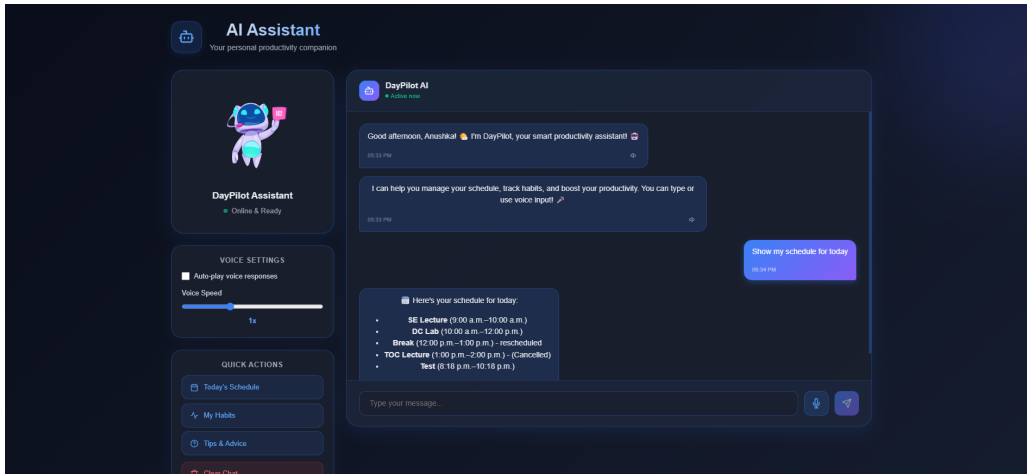 AI Assistant
Your personal productivity companion
DayPilot Assistant
Online & Ready
VOICE SETTINGS
Auto-play voice responses
Voice Speed
1x
QUICK ACTIONS
Today's Schedule
My Habits
Tips & Advice
Clear Chat
DayPilot AI
Active now
Good afternoon, Anushka! I'm DayPilot, your smart productivity assistant!
05:33 PM
I can help you manage your schedule, track habits, and boost your productivity. You can type or
use voice input!
05:33 PM
Show my schedule for today
05:34 PM
Here's your schedule for today:
• SE Lecture (9:00 a.m.–10:00 a.m.)
• DC Lab (10:00 a.m.–12:00 p.m.)
• Break (12:00 p.m.–1:00 p.m.) - rescheduled
• TOC Lecture (1:00 p.m.–2:00 p.m.) - (Cancelled)
• Test (8:18 p.m.–10:18 p.m.)
Type your message...